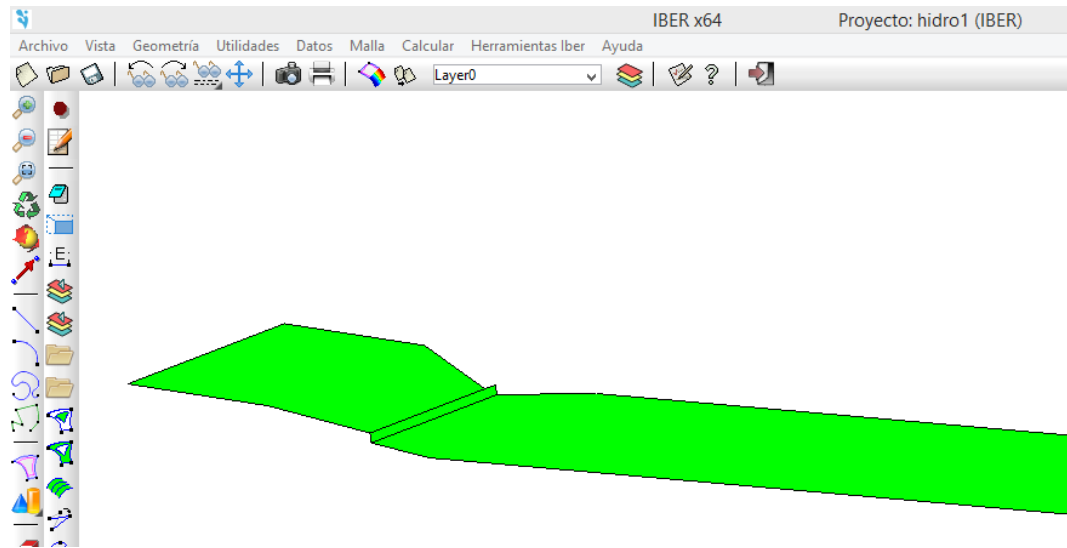 IBER x64 Proyecto: hidro1 (IBER)
Archivo Vista Geometría Utilidades Datos Malla Calcular Herramientas Iber Ayuda
Layer0
E